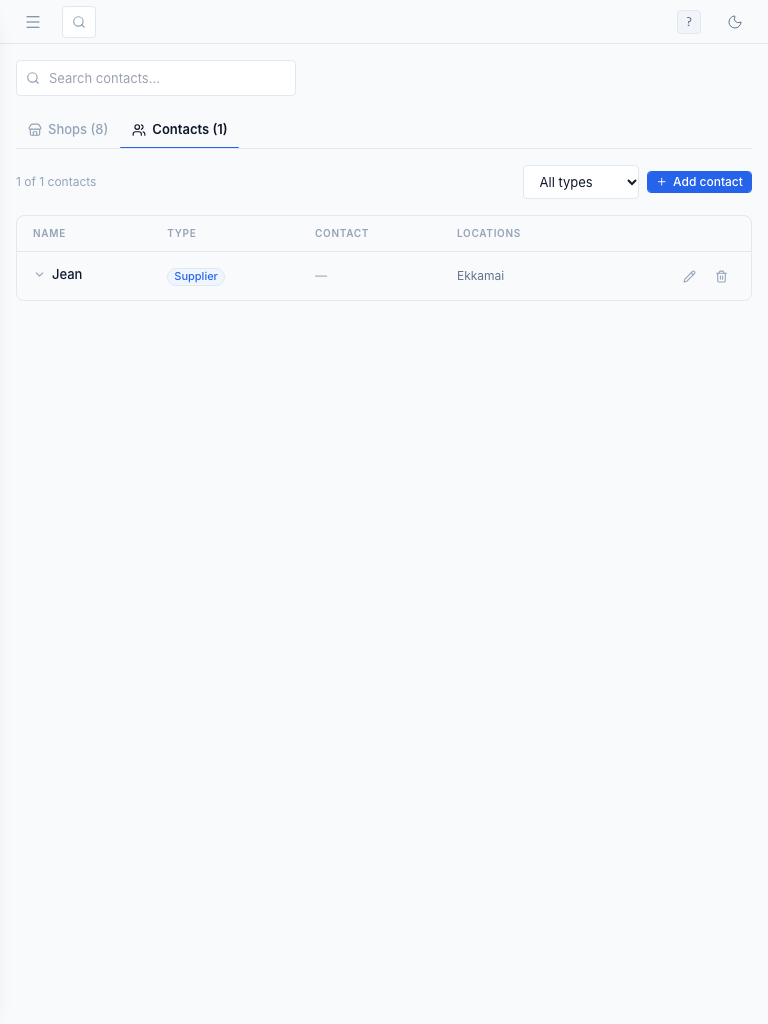 ?
Search contacts...
Shops (8) Contacts (1)
1 of 1 contacts All types + Add contact
NAME TYPE CONTACT LOCATIONS
Jean Supplier — Ekkamai